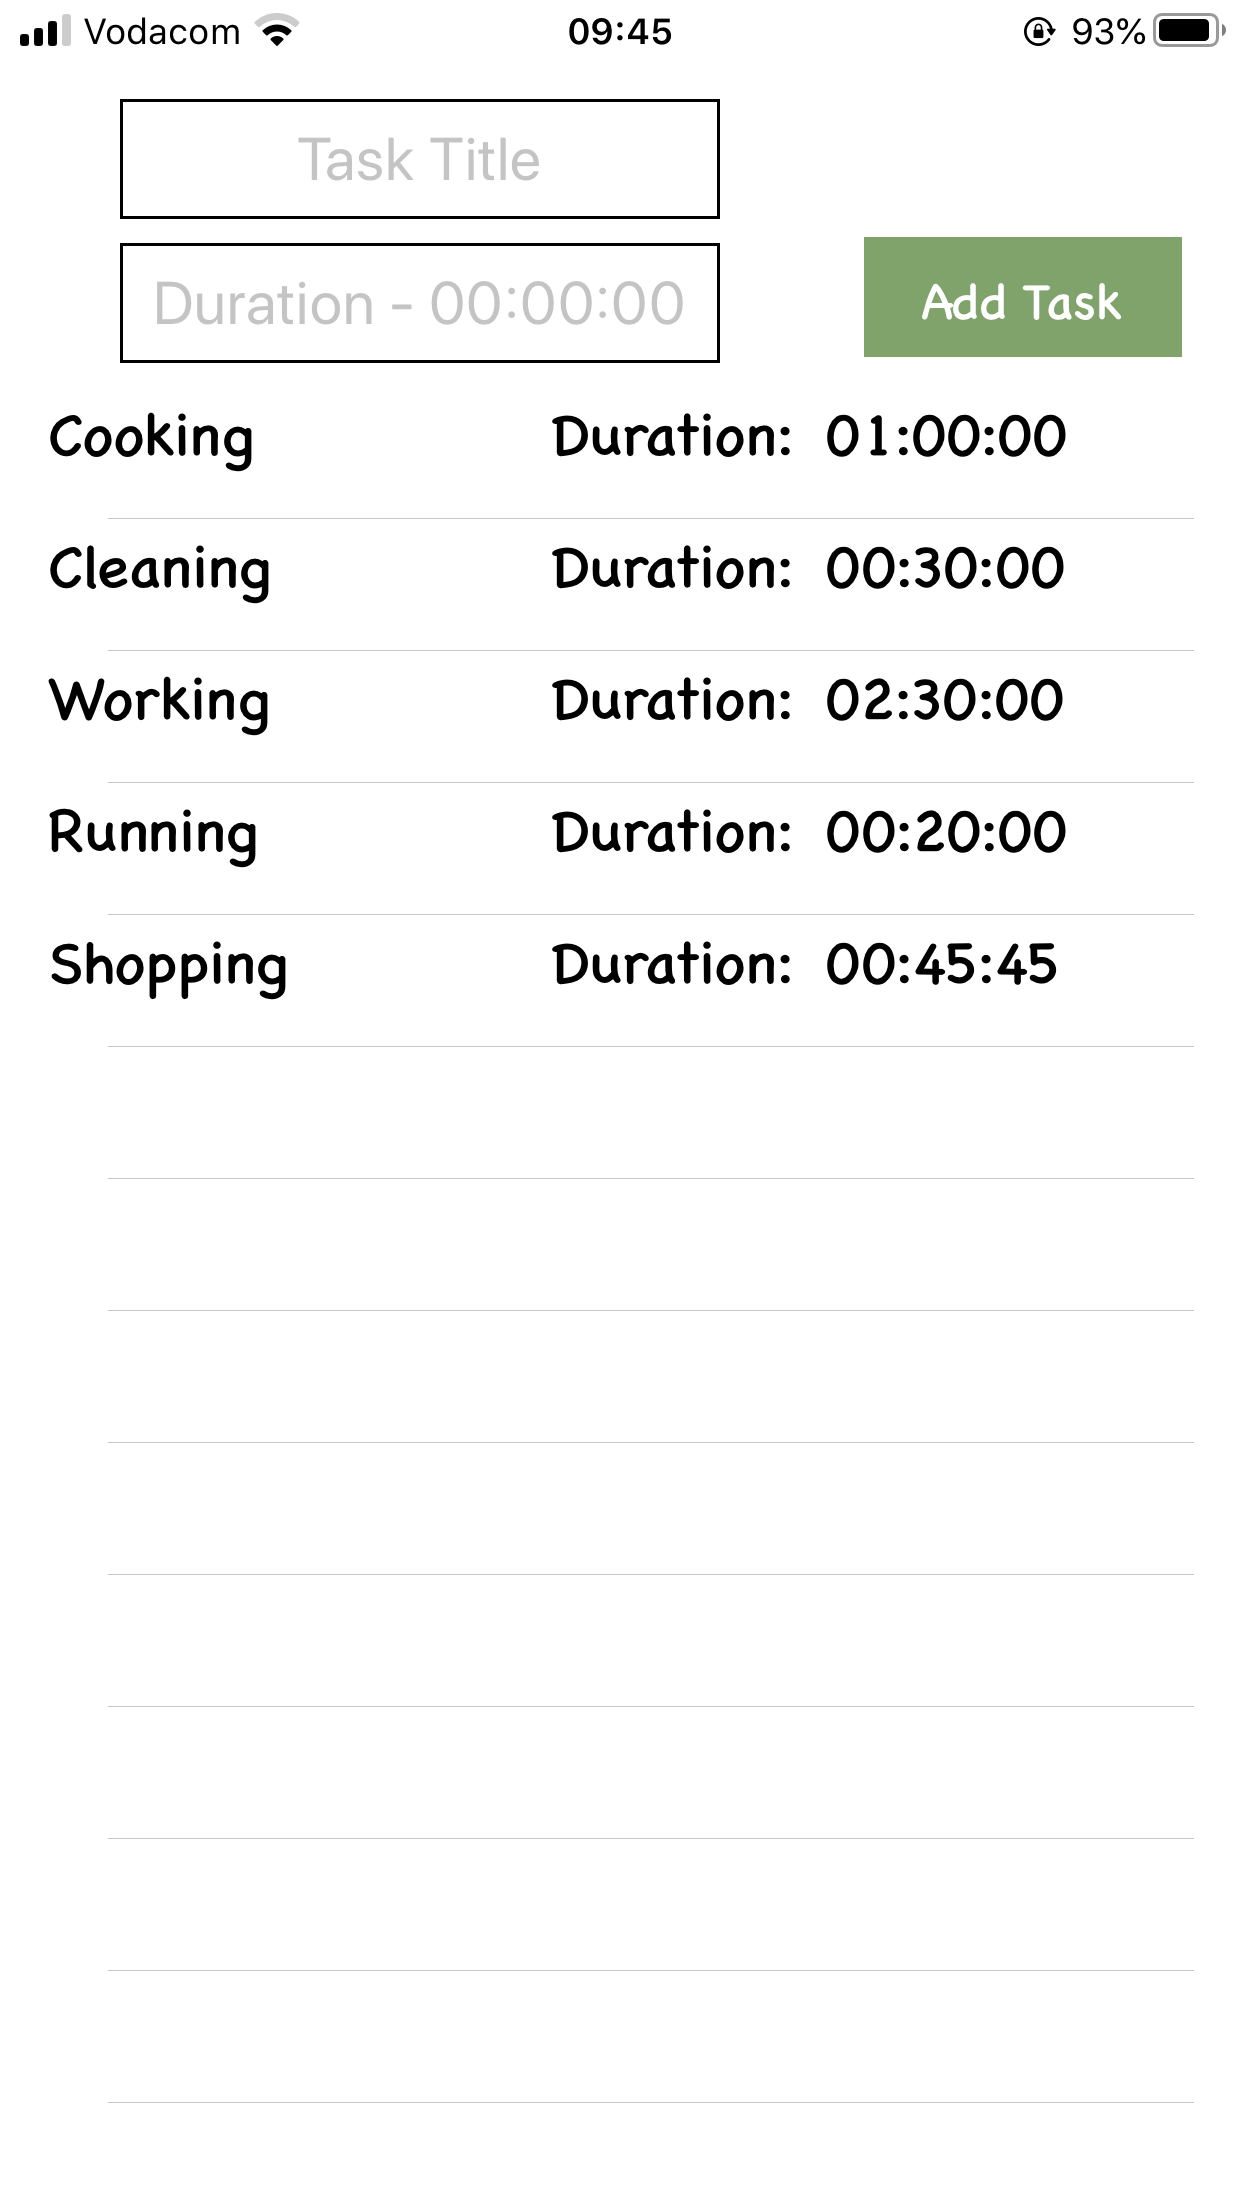 Vodacom 09:45 93%
Task Title
Duration - 00:00:00
Add Task
Cooking Duration: 01:00:00
Cleaning Duration: 00:30:00
Working Duration: 02:30:00
Running Duration: 00:20:00
Shopping Duration: 00:45:45